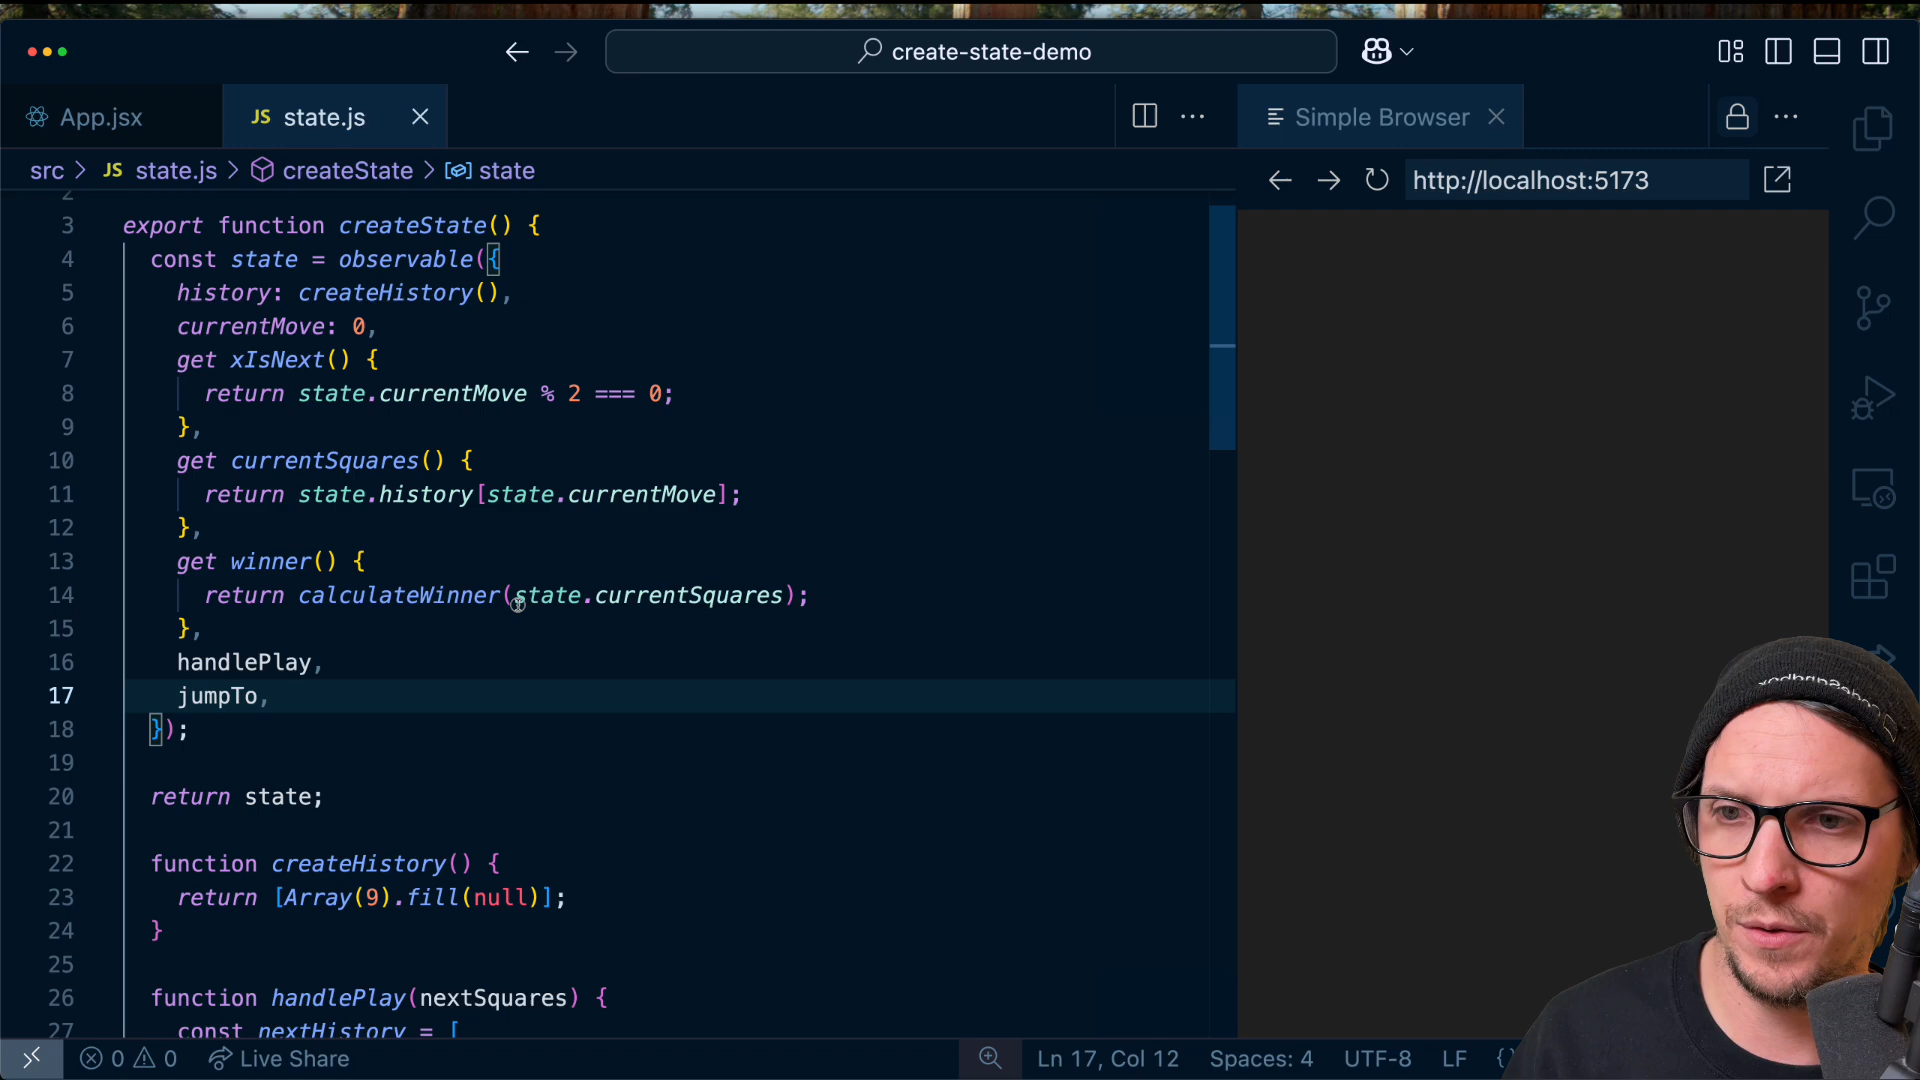 create-state-demo
App.jsx
JS state.js
Simple Browser
src > JS state.js > createState > state
http://localhost:5173
2
3 export function createState() {
4 const state = observable({
5 history: createHistory(),
6 currentMove: 0,
7 get xIsNext() {
8 return state.currentMove % 2 === 0;
9 },
10 get currentSquares() {
11 return state.history[state.currentMove];
12 },
13 get winner() {
14 return calculateWinner(state.currentSquares);
15 },
16 handlePlay,
17 jumpTo,
18 });
19
20 return state;
21
22 function createHistory() {
23 return [Array(9).fill(null)];
24 }
25
26 function handlePlay(nextSquares) {
27 const nextHistory = [
0 0 Live Share
Ln 17, Col 12 Spaces: 4 UTF-8 LF {